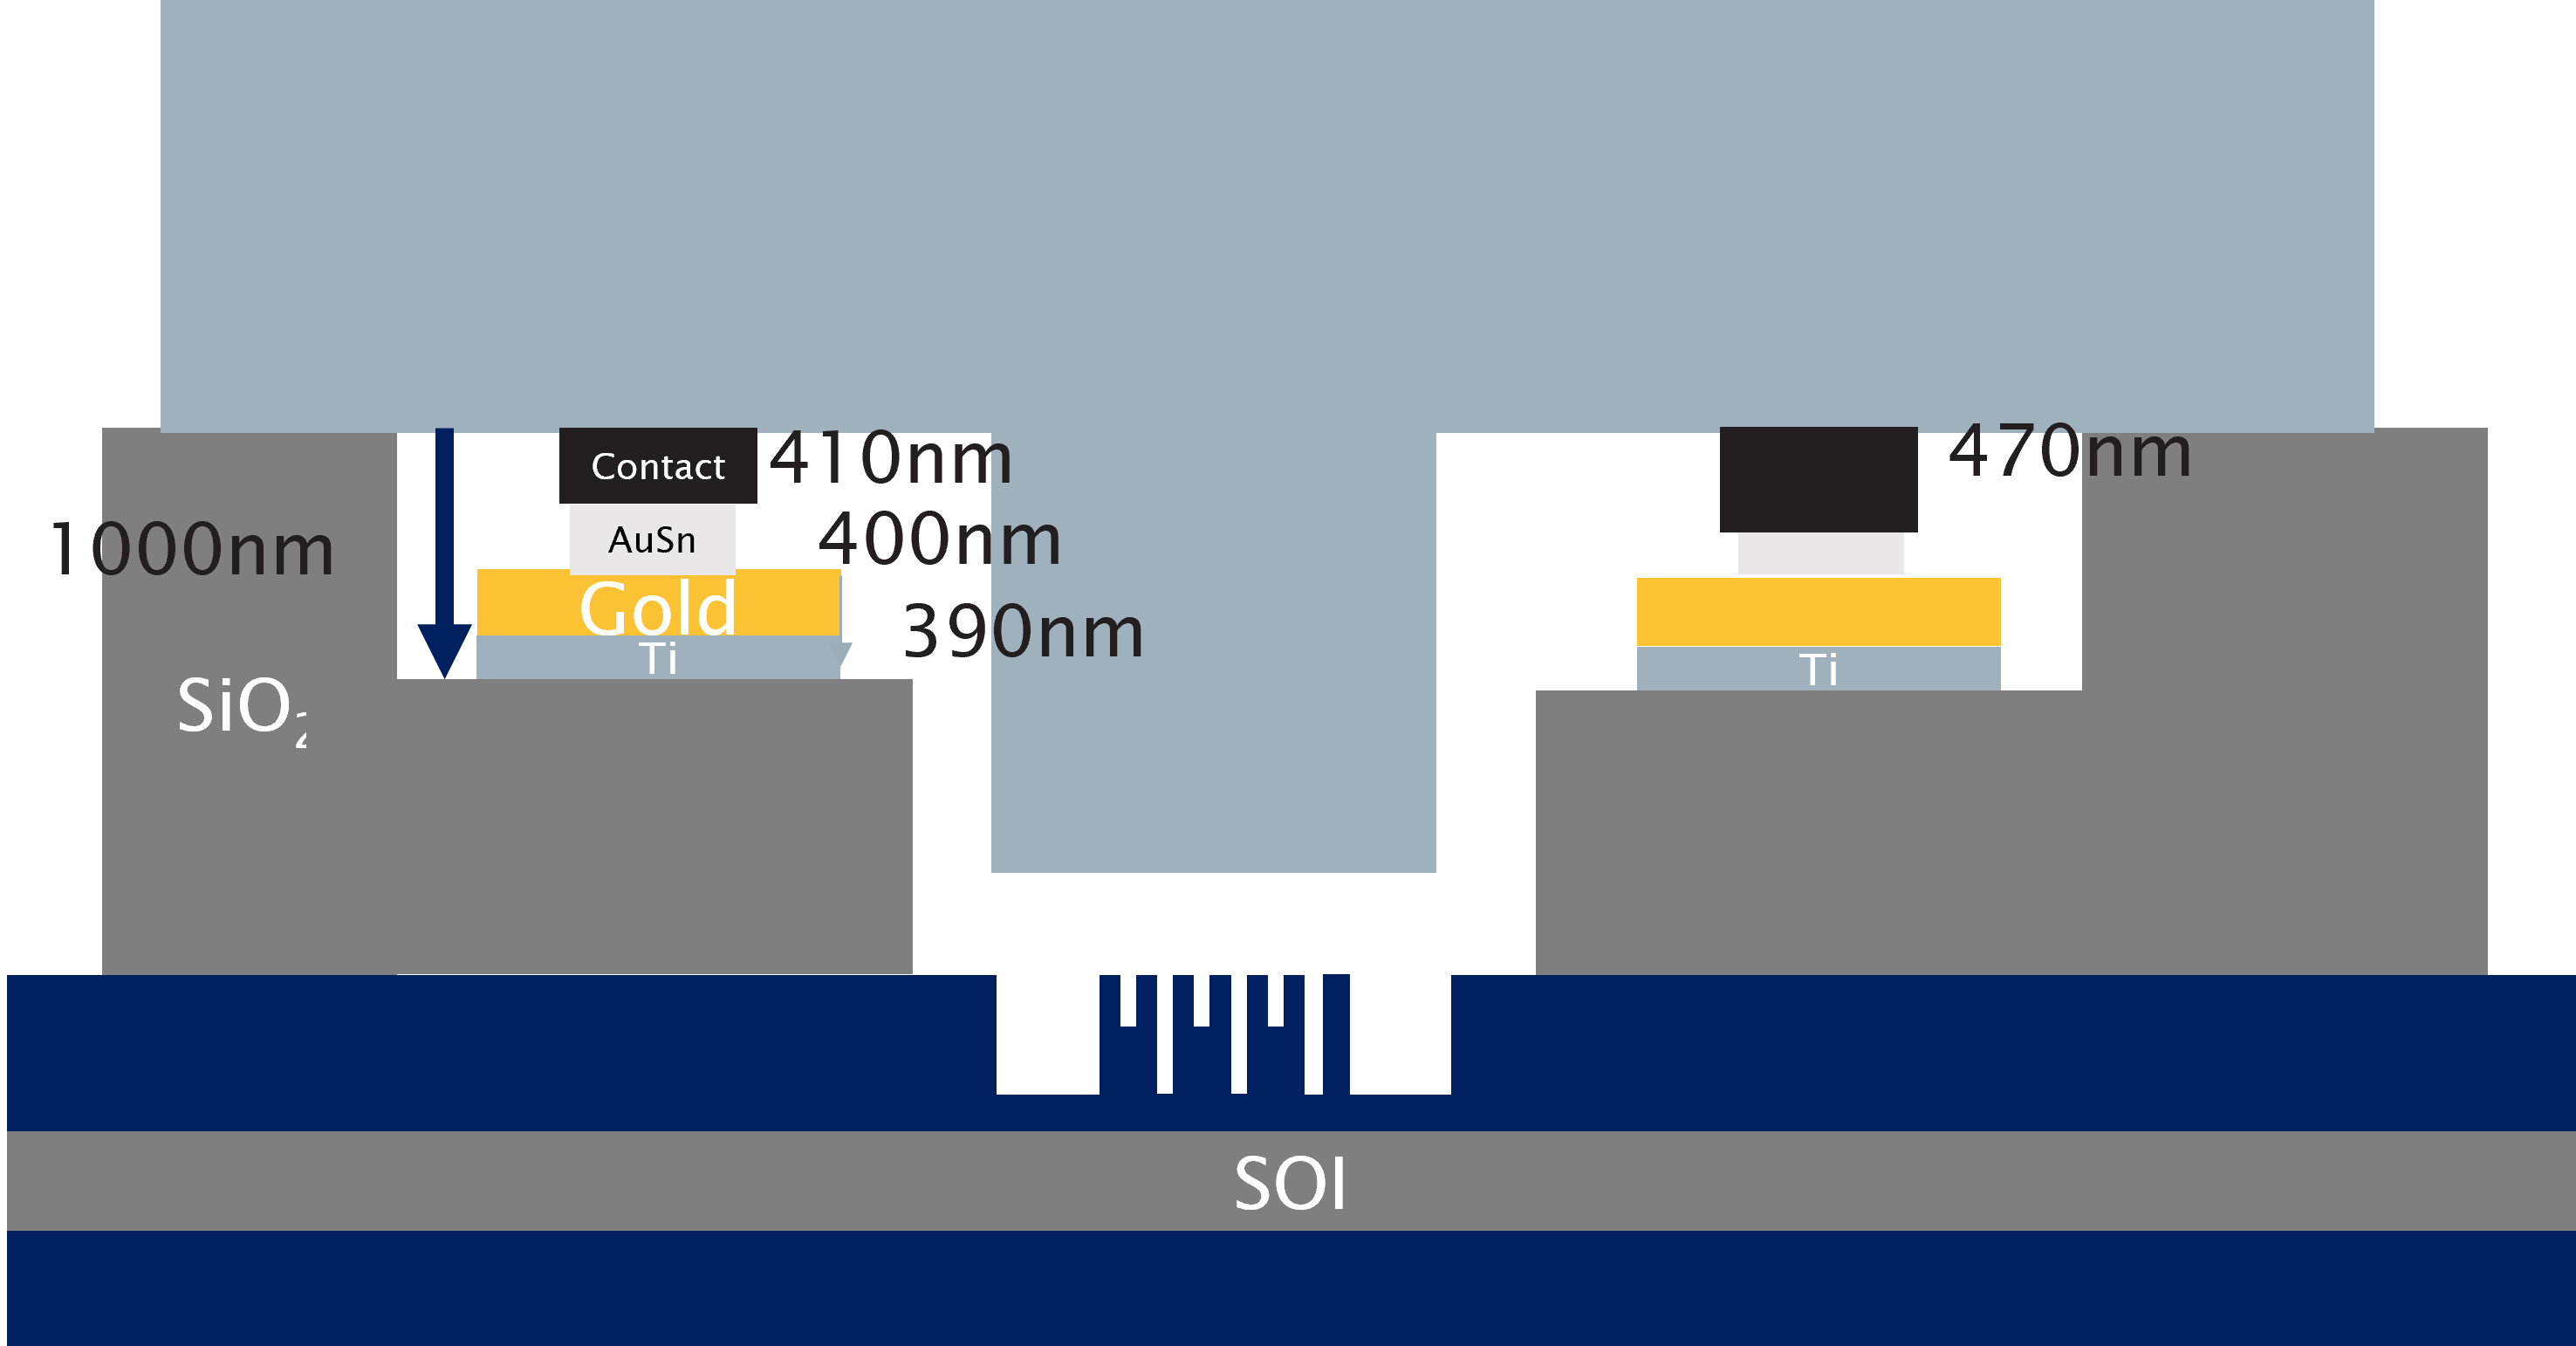 470nm
410nm
Contact
400nm
AuSn
1000nm
Gold
390nm
Ti
Ti
SiO₂
SOI